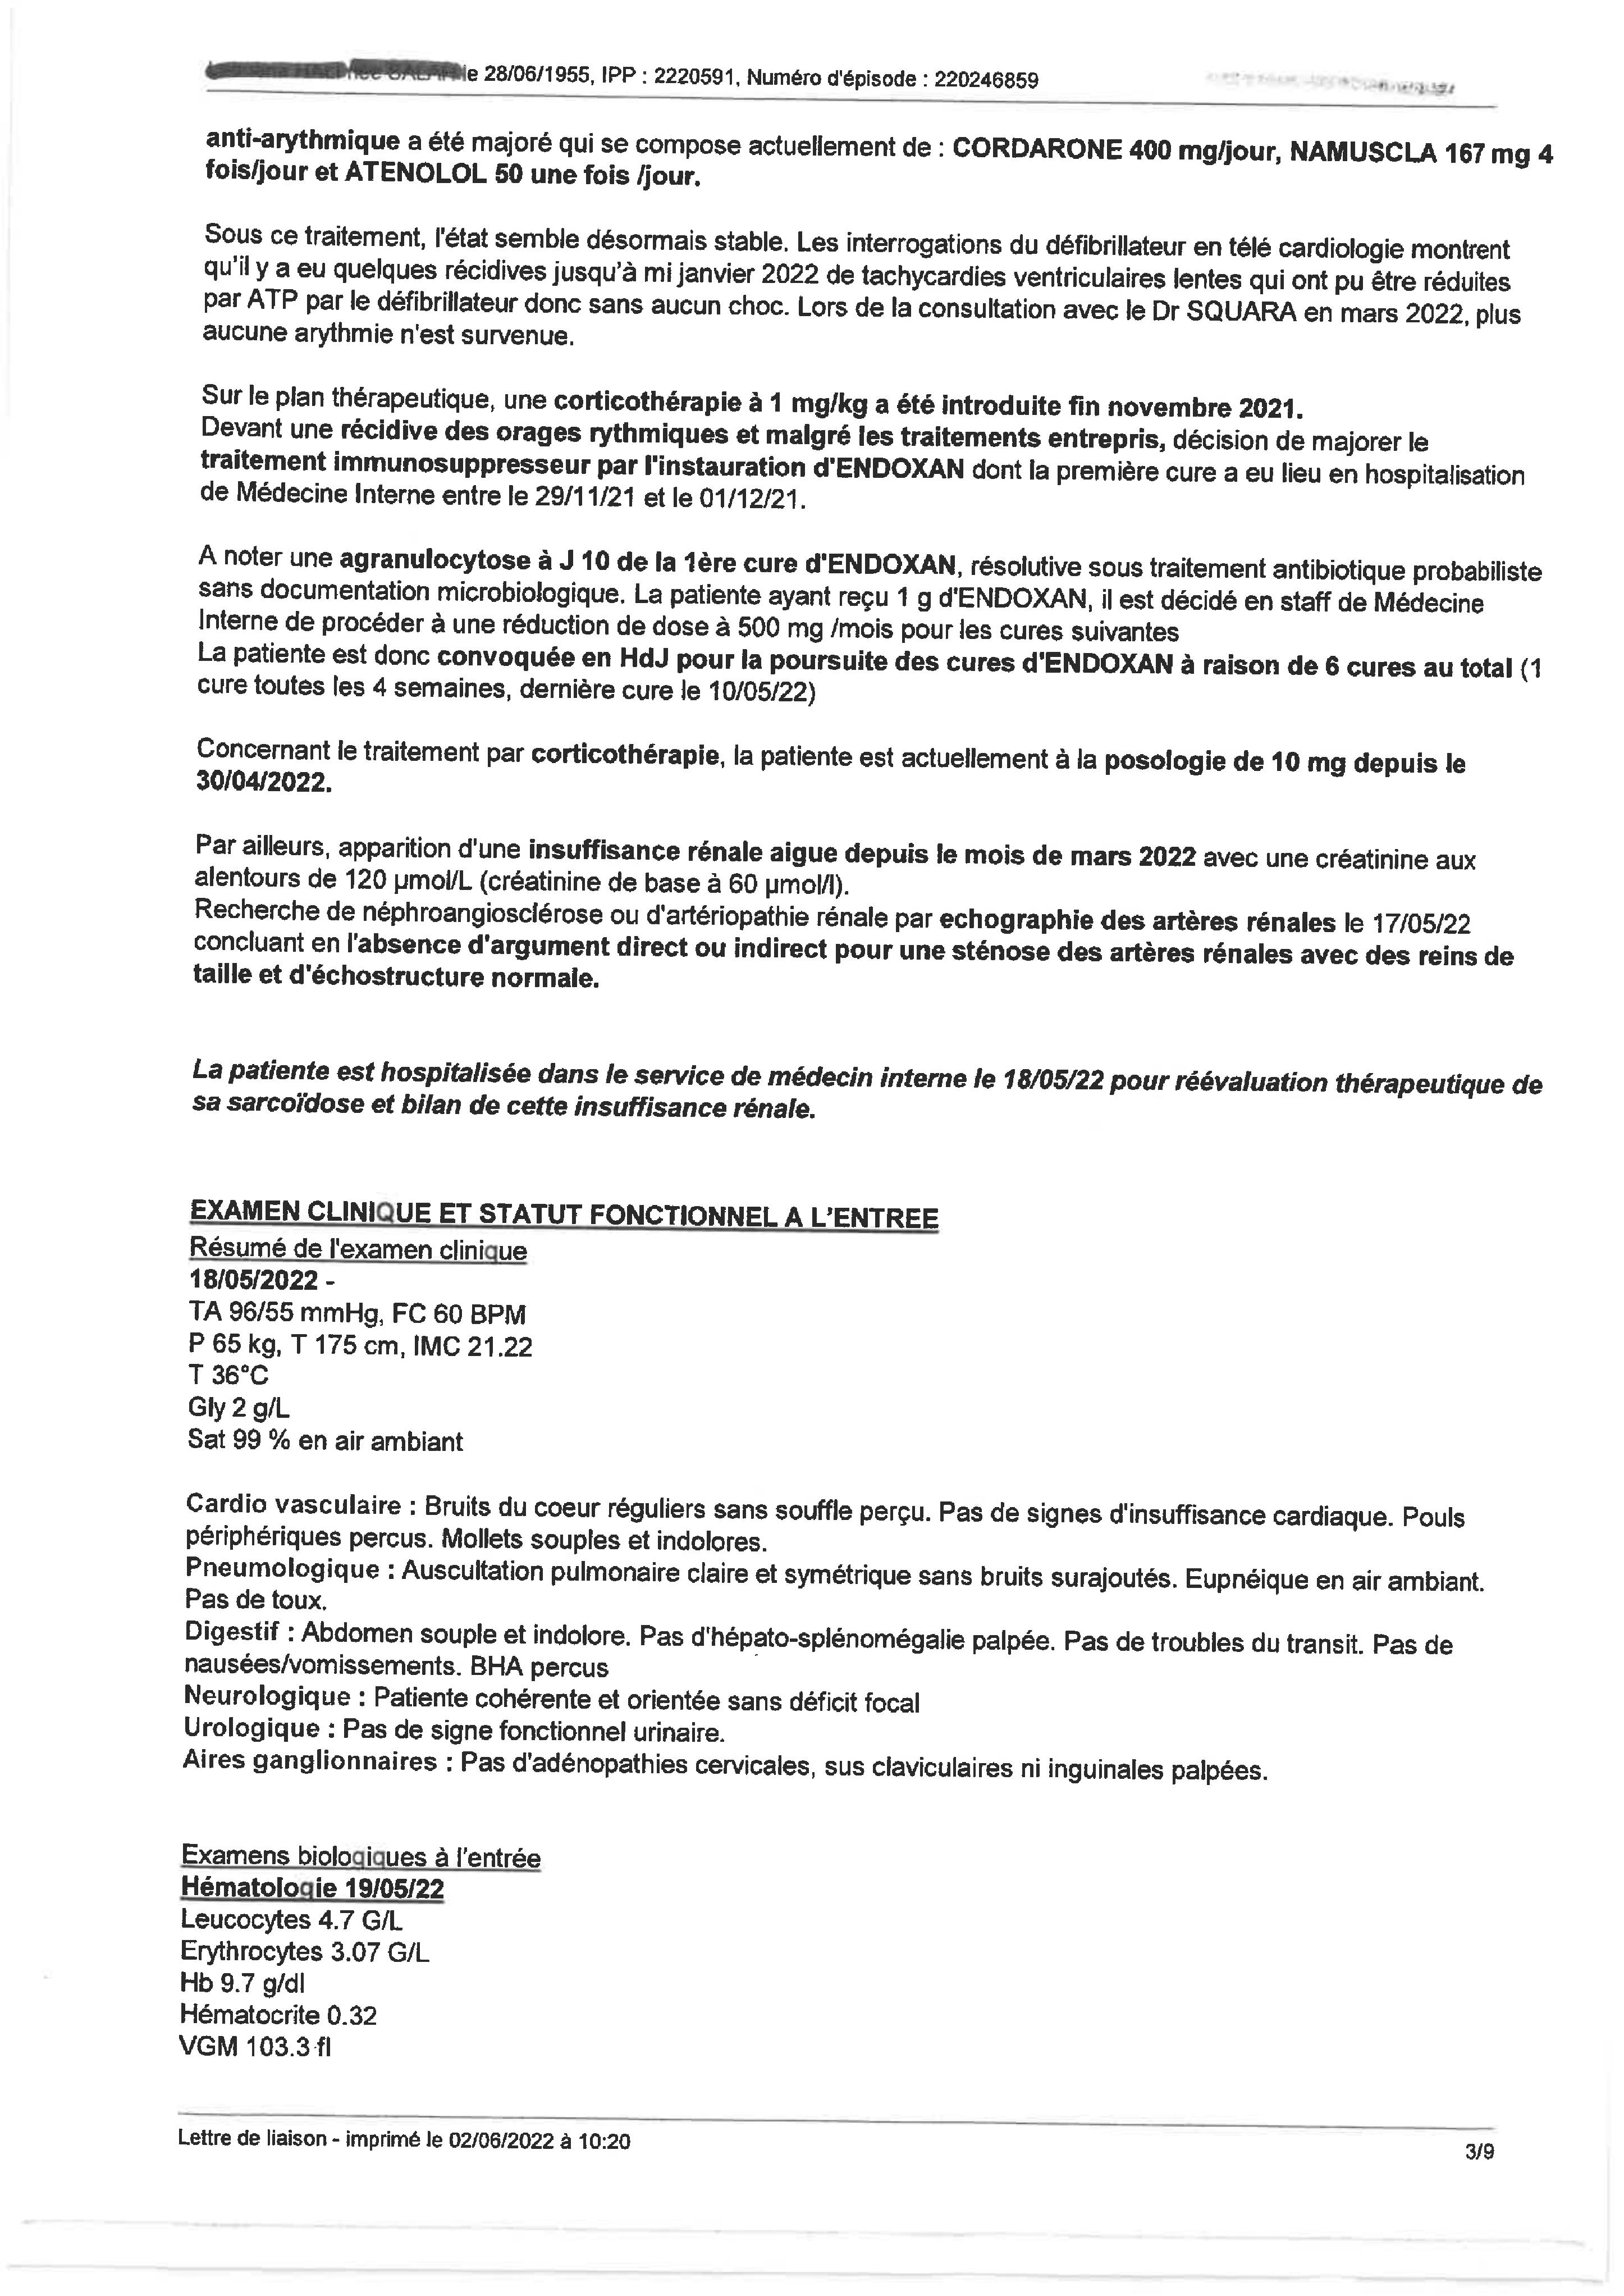 le 28/06/1955, IPP : 2220591, Numéro d'épisode : 220246859
anti-arythmique a été majoré qui se compose actuellement de : CORDARONE 400 mg/jour, NAMUSCLA 167 mg 4
fois/jour et ATENOLOL 50 une fois /jour.
Sous ce traitement, l'état semble désormais stable. Les interrogations du défibrillateur en télé cardiologie montrent
qu'il y a eu quelques récidives jusqu'à mi janvier 2022 de tachycardies ventriculaires lentes qui ont pu être réduites
par ATP par le défibrillateur donc sans aucun choc. Lors de la consultation avec le Dr SQUARA en mars 2022, plus
aucune arythmie n'est survenue.
Sur le plan thérapeutique, une corticothérapie à 1 mg/kg a été introduite fin novembre 2021.
Devant une récidive des orages rythmiques et malgré les traitements entrepris, décision de majorer le
traitement immunosuppresseur par l'instauration d'ENDOXAN dont la première cure a eu lieu en hospitalisation
de Médecine Interne entre le 29/11/21 et le 01/12/21.
A noter une agranulocytose à J 10 de la 1ère cure d'ENDOXAN, résolutive sous traitement antibiotique probabiliste
sans documentation microbiologique. La patiente ayant reçu 1 g d'ENDOXAN, il est décidé en staff de Médecine
Interne de procéder à une réduction de dose à 500 mg /mois pour les cures suivantes
La patiente est donc convoquée en HdJ pour la poursuite des cures d'ENDOXAN à raison de 6 cures au total (1
cure toutes les 4 semaines, dernière cure le 10/05/22)
Concernant le traitement par corticothérapie, la patiente est actuellement à la posologie de 10 mg depuis le
30/04/2022.
Par ailleurs, apparition d'une insuffisance rénale aigue depuis le mois de mars 2022 avec une créatinine aux
alentours de 120 µmol/L (créatinine de base à 60 µmol/l).
Recherche de néphroangiosclérose ou d'artériopathie rénale par echographie des artères rénales le 17/05/22
concluant en l'absence d'argument direct ou indirect pour une sténose des artères rénales avec des reins de
taille et d'échostructure normale.
La patiente est hospitalisée dans le service de médecin interne le 18/05/22 pour réévaluation thérapeutique de
sa sarcoïdose et bilan de cette insuffisance rénale.
EXAMEN CLINIQUE ET STATUT FONCTIONNEL A L'ENTREE
Résumé de l'examen clinique
18/05/2022 -
TA 96/55 mmHg, FC 60 BPM
P 65 kg, T 175 cm, IMC 21.22
T 36°C
Gly 2 g/L
Sat 99 % en air ambiant
Cardio vasculaire : Bruits du coeur réguliers sans souffle perçu. Pas de signes d'insuffisance cardiaque. Pouls
périphériques percus. Mollets souples et indolores.
Pneumologique : Auscultation pulmonaire claire et symétrique sans bruits surajoutés. Eupnéique en air ambiant.
Pas de toux.
Digestif : Abdomen souple et indolore. Pas d'hépato-splénomégalie palpée. Pas de troubles du transit. Pas de
nausées/vomissements. BHA percus
Neurologique : Patiente cohérente et orientée sans déficit focal
Urologique : Pas de signe fonctionnel urinaire.
Aires ganglionnaires : Pas d'adénopathies cervicales, sus claviculaires ni inguinales palpées.
Examens biologiques à l'entrée
Hématologie 19/05/22
Leucocytes 4.7 G/L
Erythrocytes 3.07 G/L
Hb 9.7 g/dl
Hématocrite 0.32
VGM 103.3 fl
Lettre de liaison - imprimé le 02/06/2022 à 10:20
3/9